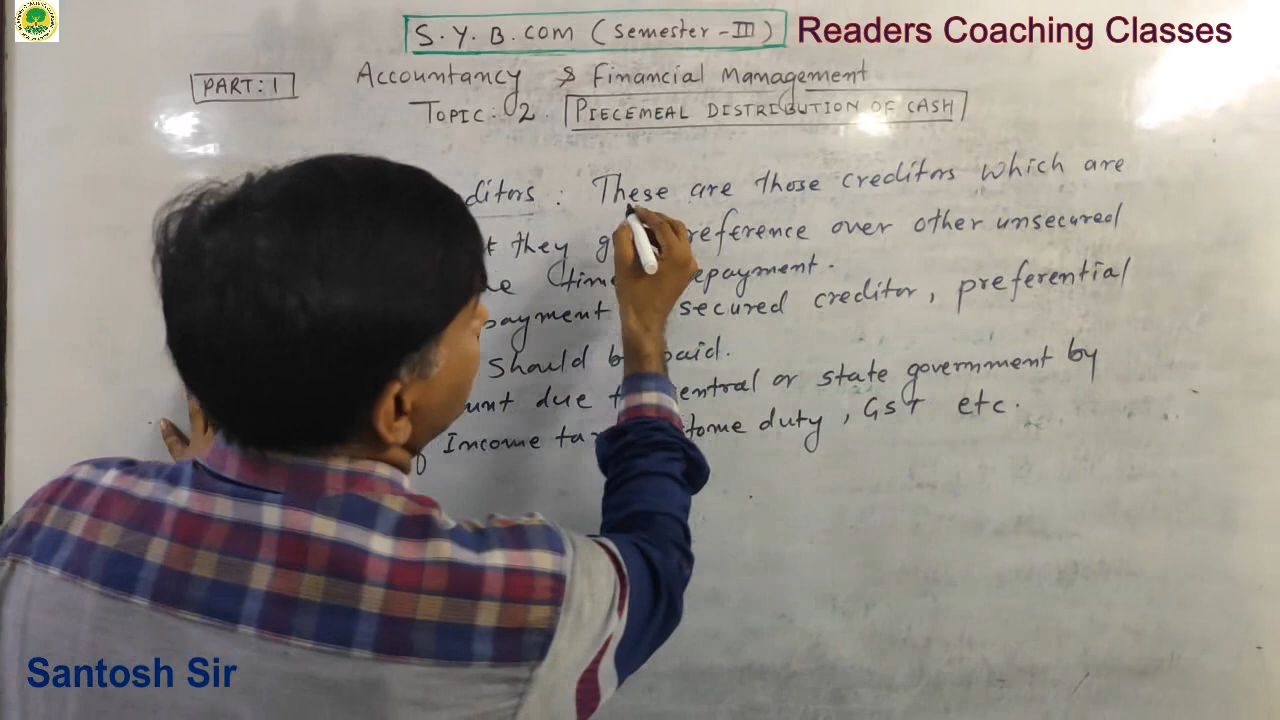 S.Y.B.COM (Semester-III)
Readers Coaching Classes
PART:1
Accountancy & Financial Management
TOPIC: 2. PIECEMEAL DISTRIBUTION OF CASH
ditors : These are those creditors which are
they g reference over other unsecured
time epayment.
payment secured creditor, preferential
should b paid.
unt due t entral or state government by
f Income ta tome duty, GST etc.
Santosh Sir